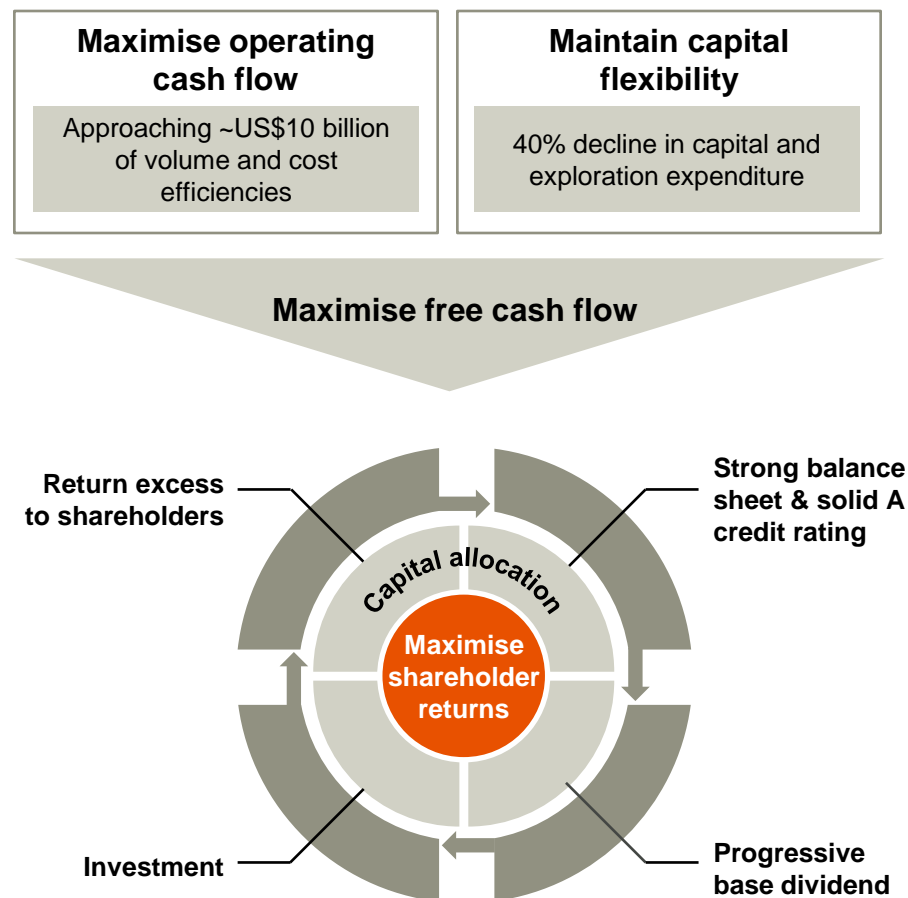 Maximise operating
cash flow
Approaching ~US$10 billion
of volume and cost
efficiencies
Maintain capital
flexibility
40% decline in capital and
exploration expenditure
Maximise free cash flow
Return excess
to shareholders
Strong balance
sheet & solid A
credit rating
Capital allocation
Maximise
shareholder
returns
Investment
Progressive
base dividend